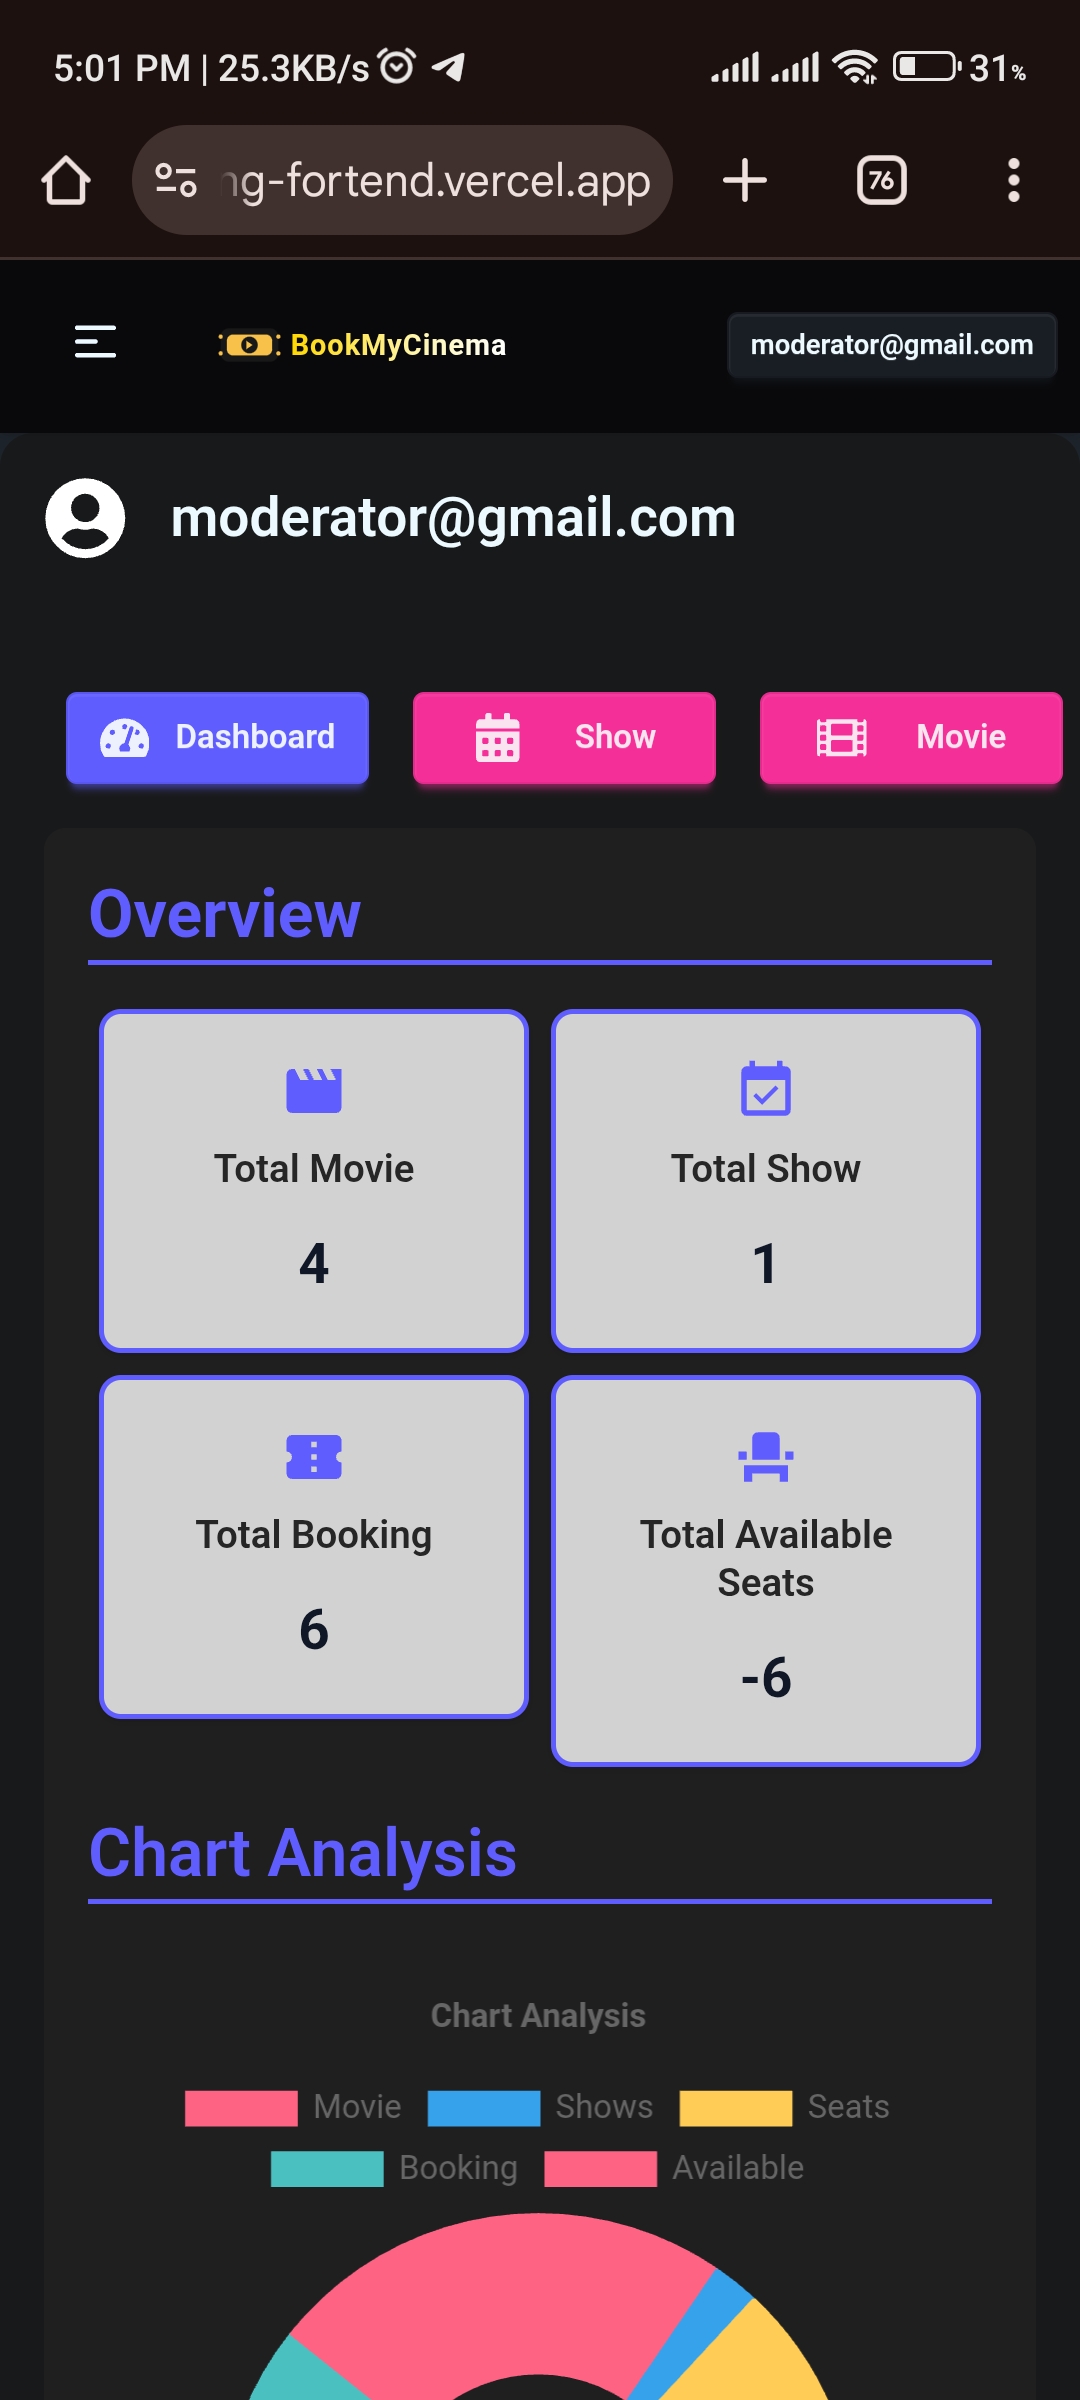 5:01 PM | 25.3KB/s 31%
ng-fortend.vercel.app 76
BookMyCinema moderator@gmail.com
moderator@gmail.com
Dashboard Show Movie
Overview
Total Movie Total Show
4 1
Total Booking Total Available
Seats
6 -6
Chart Analysis
Chart Analysis
Movie Shows Seats
Booking Available